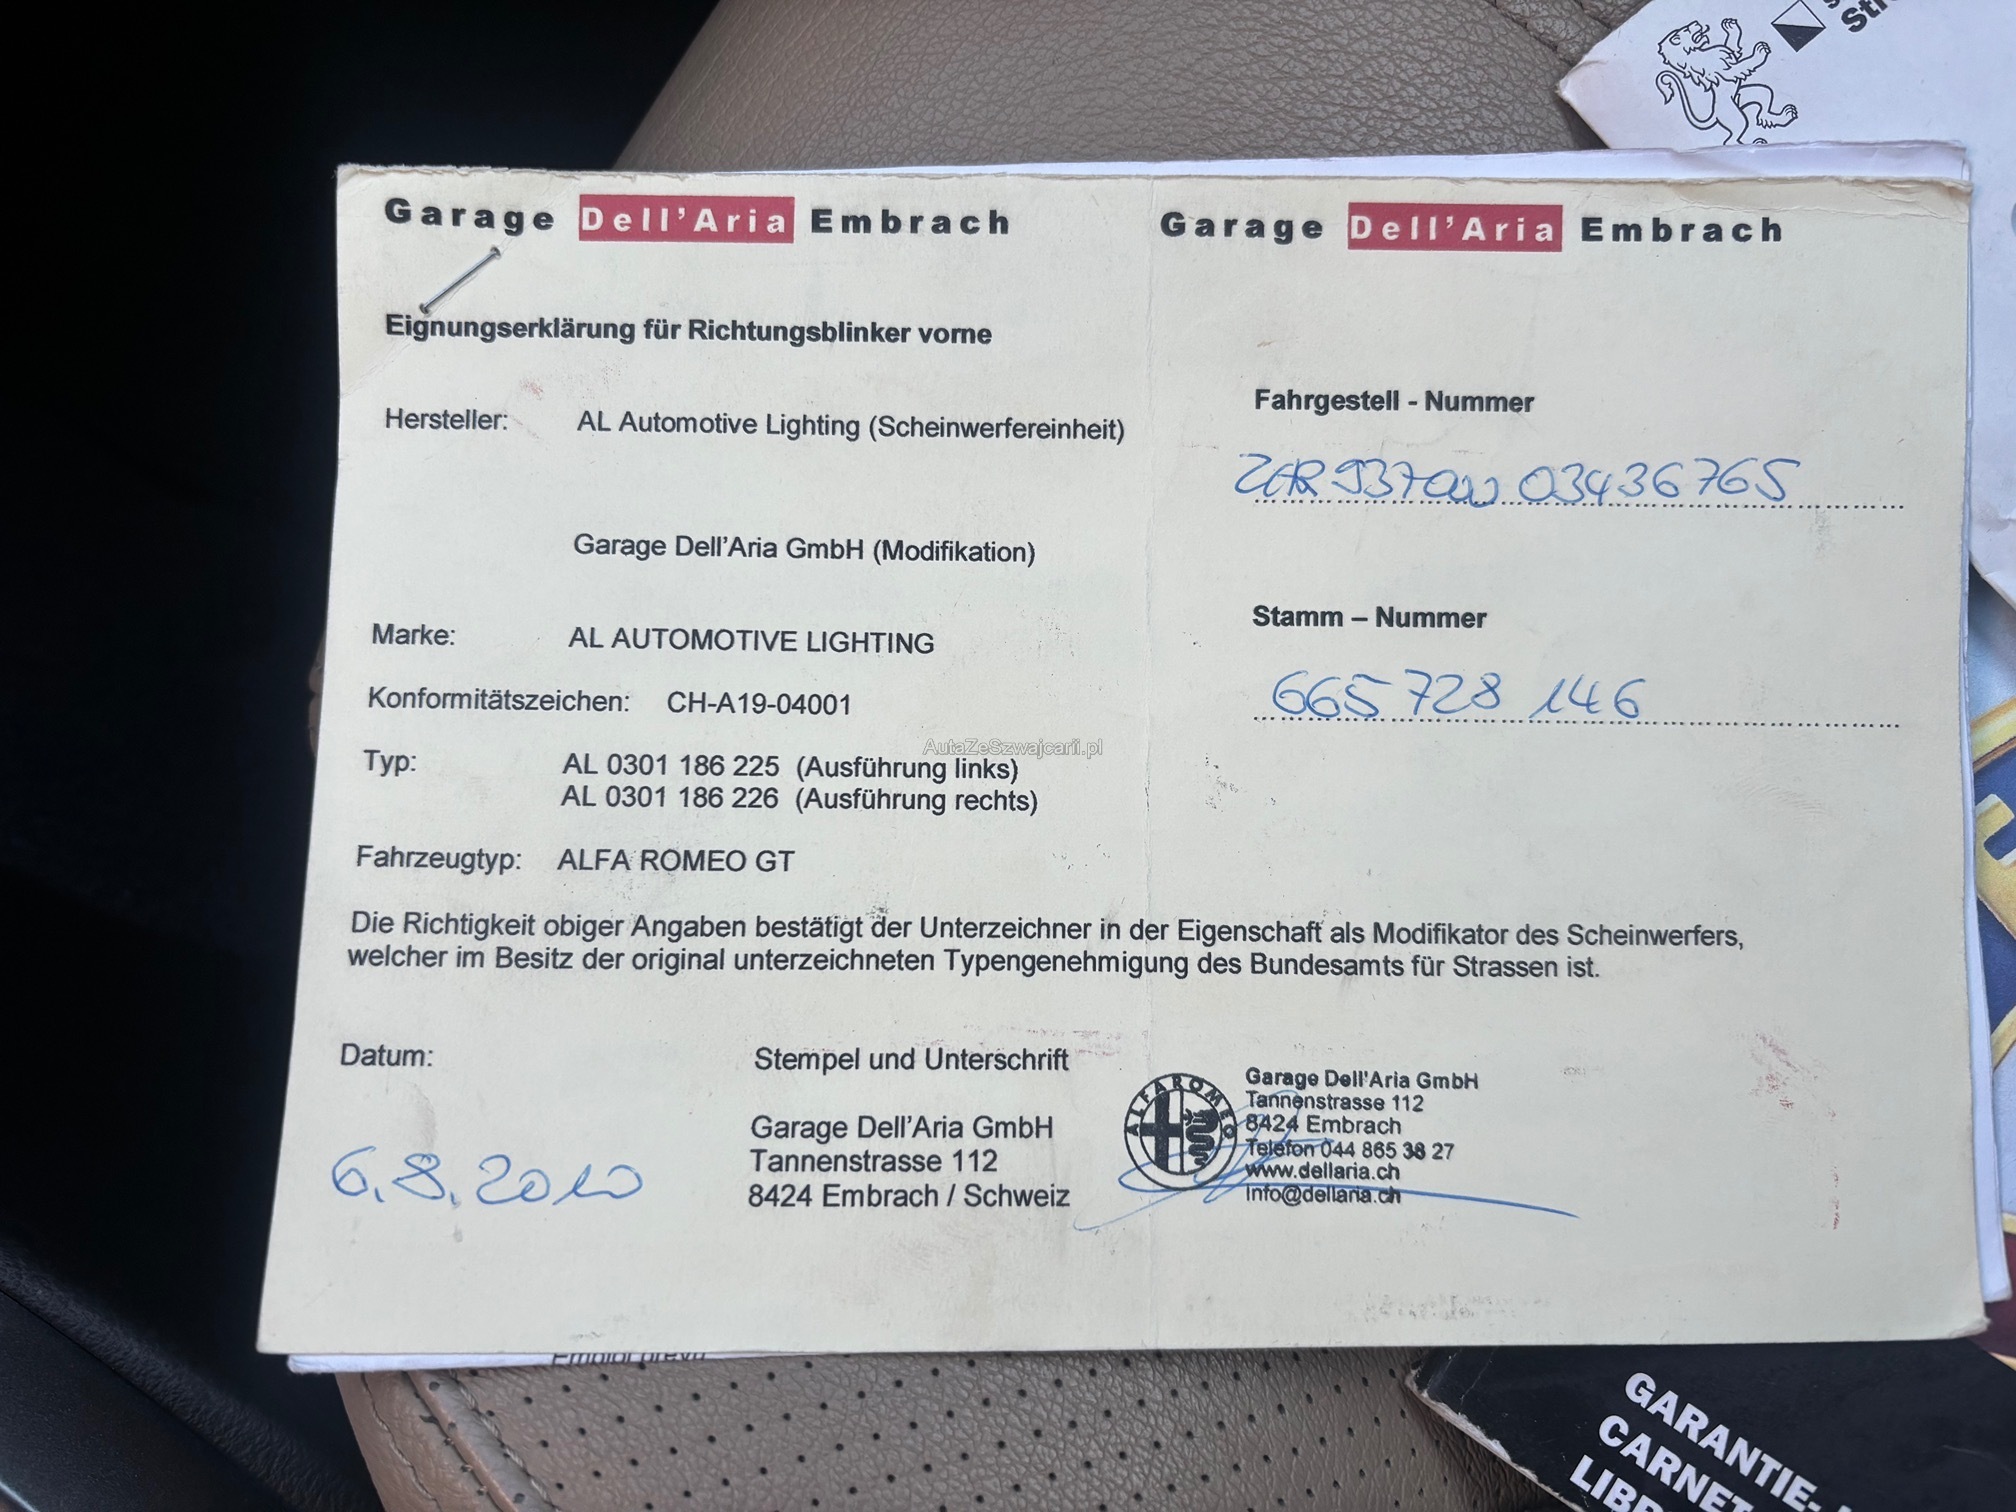 Garage Dell'Aria Embrach
Garage Dell'Aria Embrach
Eignungserklärung für Richtungsblinker vorne
Hersteller: AL Automotive Lighting (Scheinwerfereinheit)
Garage Dell'Aria GmbH (Modifikation)
Marke: AL AUTOMOTIVE LIGHTING
Konformitätszeichen: CH-A19-04001
Typ: AL 0301 186 225 (Ausführung links)
AL 0301 186 226 (Ausführung rechts)
Fahrzeugtyp: ALFA ROMEO GT
Fahrgestell - Nummer
03436765
Stamm – Nummer
665 728 146
AutaZeSzwajcarii.pl
Die Richtigkeit obiger Angaben bestätigt der Unterzeichner in der Eigenschaft als Modifikator des Scheinwerfers,
welcher im Besitz der original unterzeichneten Typengenehmigung des Bundesamts für Strassen ist.
Datum:
6.8.2010
Stempel und Unterschrift
Garage Dell'Aria GmbH
Tannenstrasse 112
8424 Embrach / Schweiz
ALFA ROMEO
Garage Dell'Aria GmbH
Tannenstrasse 112
8424 Embrach
Telefon 044 865 38 27
www.dellaria.ch
info@dellaria.ch
GARANTIE-
CARNET